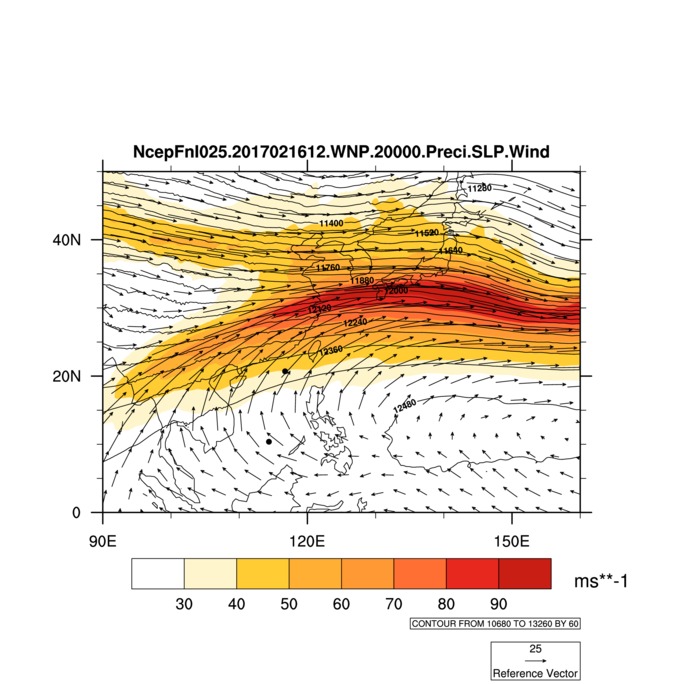 NcepFnl025.2017021612.WNP.20000.Preci.SLP.Wind
11280
11400
11520
40N
11640
11760
11880
12000
12120
12240
12360
20N
12480
0
90E 120E 150E
ms**-1
30 40 50 60 70 80 90
CONTOUR FROM 10680 TO 13260 BY 60
25
Reference Vector